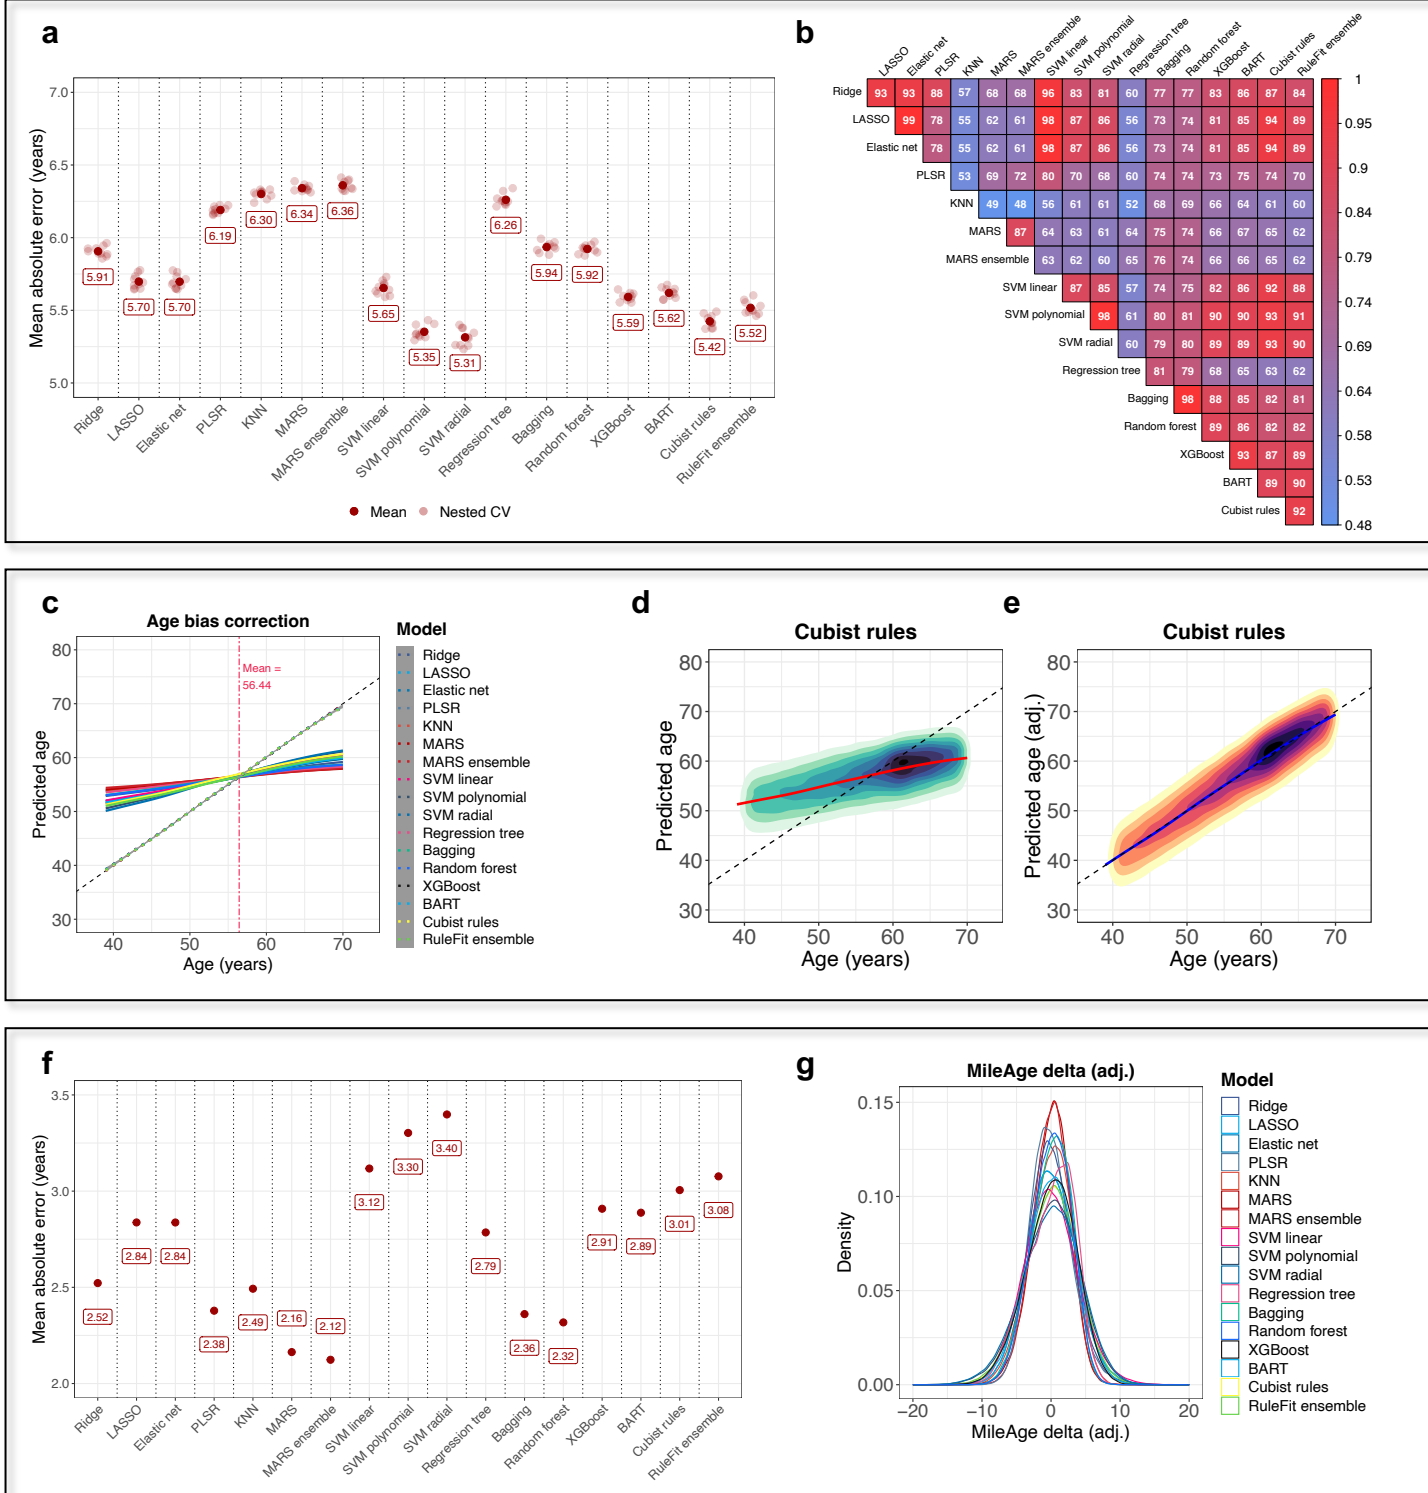 a
Mean absolute error (years)
7.0
6.5
6.0
5.5
5.0
5.91
5.70
5.70
6.19
6.30
6.34
6.36
5.65
5.35
5.31
6.26
5.94
5.92
5.59
5.62
5.42
5.52
Ridge
LASSO
Elastic net
PLSR
KNN
MARS
MARS ensemble
SVM linear
SVM polynomial
SVM radial
Regression tree
Bagging
Random forest
XGBoost
BART
Cubist rules
RuleFit ensemble
Mean
Nested CV
b
LASSO
Elastic net
PLSR
KNN
MARS
MARS ensemble
SVM linear
SVM polynomial
SVM radial
Regression tree
Bagging
Random forest
XGBoost
BART
Cubist rules
RuleFit ensemble
Ridge 93 93 88 57 68 68 96 83 81 60 77 77 83 86 87 84
LASSO 99 78 55 62 61 98 87 86 56 73 74 81 85 94 89
Elastic net 78 55 62 61 98 87 86 56 73 74 81 85 94 89
PLSR 53 69 72 80 70 68 60 74 74 73 75 74 70
KNN 49 48 56 61 61 52 68 69 66 64 61 60
MARS 87 64 63 61 64 75 74 66 67 65 62
MARS ensemble 63 62 60 65 76 74 66 66 65 62
SVM linear 87 85 57 74 75 82 86 92 88
SVM polynomial 98 61 80 81 90 90 93 91
SVM radial 60 79 80 89 89 93 90
Regression tree 81 79 68 65 63 62
Bagging 98 88 85 82 81
Random forest 89 86 82 82
XGBoost 93 87 89
BART 89 90
Cubist rules 92
1
0.95
0.9
0.84
0.79
0.74
0.69
0.64
0.58
0.53
0.48
c
Age bias correction
Predicted age
80
70
60
50
40
30
Mean =
56.44
40 50 60 70
Age (years)
Model
Ridge
LASSO
Elastic net
PLSR
KNN
MARS
MARS ensemble
SVM linear
SVM polynomial
SVM radial
Regression tree
Bagging
Random forest
XGBoost
BART
Cubist rules
RuleFit ensemble
d
Cubist rules
Predicted age
80
70
60
50
40
30
40 50 60 70
Age (years)
e
Cubist rules
Predicted age (adj.)
80
70
60
50
40
30
40 50 60 70
Age (years)
f
Mean absolute error (years)
3.5
3.0
2.5
2.0
2.52
2.84
2.84
2.38
2.49
2.16
2.12
3.12
3.30
3.40
2.79
2.36
2.32
2.91
2.89
3.01
3.08
Ridge
LASSO
Elastic net
PLSR
KNN
MARS
MARS ensemble
SVM linear
SVM polynomial
SVM radial
Regression tree
Bagging
Random forest
XGBoost
BART
Cubist rules
RuleFit ensemble
g
MileAge delta (adj.)
Density
0.15
0.10
0.05
0.00
−20 −10 0 10 20
MileAge delta (adj.)
Model
Ridge
LASSO
Elastic net
PLSR
KNN
MARS
MARS ensemble
SVM linear
SVM polynomial
SVM radial
Regression tree
Bagging
Random forest
XGBoost
BART
Cubist rules
RuleFit ensemble